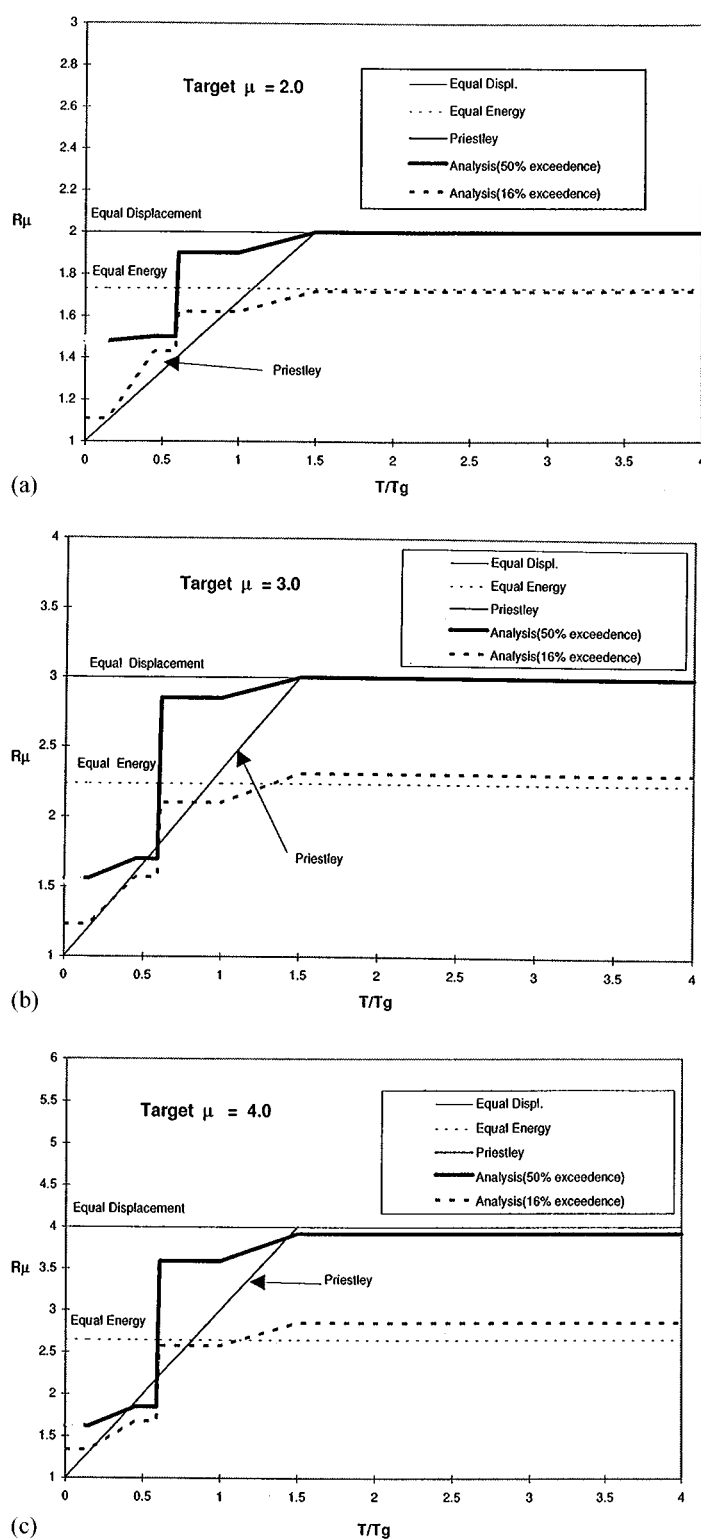 3
2.8
2.6
2.4
2.2
2
1.8
1.6
1.4
1.2
1
Rμ
Target μ = 2.0
Equal Displ.
Equal Energy
Priestley
Analysis(50% exceedence)
Analysis(16% exceedence)
Equal Displacement
Equal Energy
Priestley
0 0.5 1 1.5 2 2.5 3 3.5 4
T/Tg
(a)
4
3.5
3
2.5
2
1.5
1
Rμ
Target μ = 3.0
Equal Displ.
Equal Energy
Priestley
Analysis(50% exceedence)
Analysis(16% exceedence)
Equal Displacement
Equal Energy
Priestley
0 0.5 1 1.5 2 2.5 3 3.5 4
T/Tg
(b)
6
5.5
5
4.5
4
3.5
3
2.5
2
1.5
1
Rμ
Target μ = 4.0
Equal Displ.
Equal Energy
Priestley
Analysis(50% exceedence)
Analysis(16% exceedence)
Equal Displacement
Priestley
Equal Energy
0 0.5 1 1.5 2 2.5 3 3.5 4
T/Tg
(c)